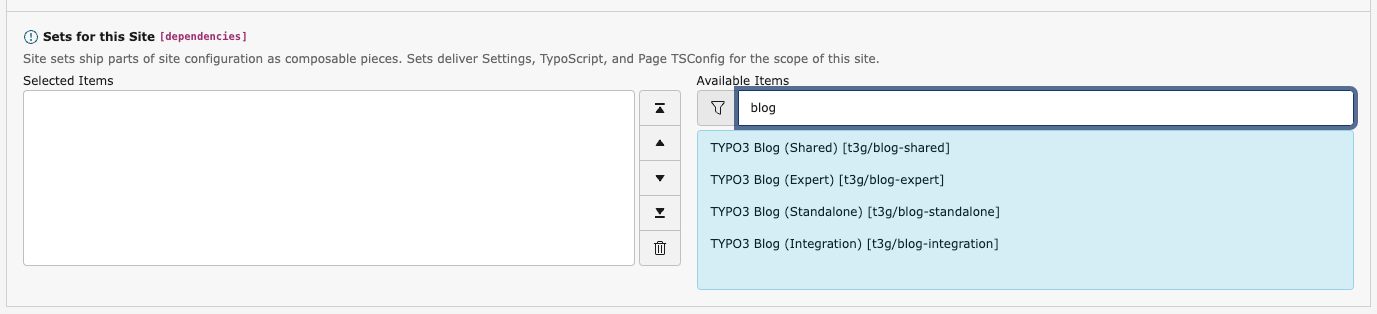 Sets for this Site [dependencies]
Site sets ship parts of site configuration as composable pieces. Sets deliver Settings, TypoScript, and Page TSConfig for the scope of this site.
Selected Items
Available Items
blog
TYPO3 Blog (Shared) [t3g/blog-shared]
TYPO3 Blog (Expert) [t3g/blog-expert]
TYPO3 Blog (Standalone) [t3g/blog-standalone]
TYPO3 Blog (Integration) [t3g/blog-integration]